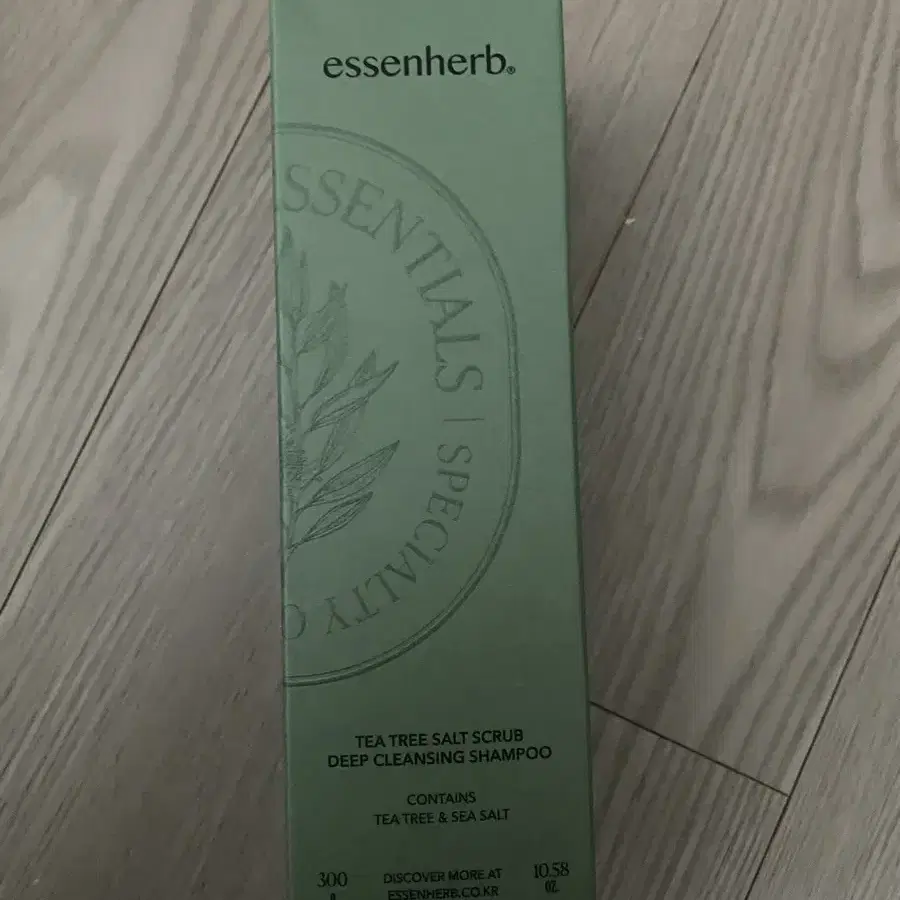 essenherb®
SSENTIALS | SPECIALTY
TEA TREE SALT SCRUB
DEEP CLEANSING SHAMPOO
CONTAINS
TEA TREE & SEA SALT
300 DISCOVER MORE AT 10.58
ESSENHERB.CO.KR OZ.